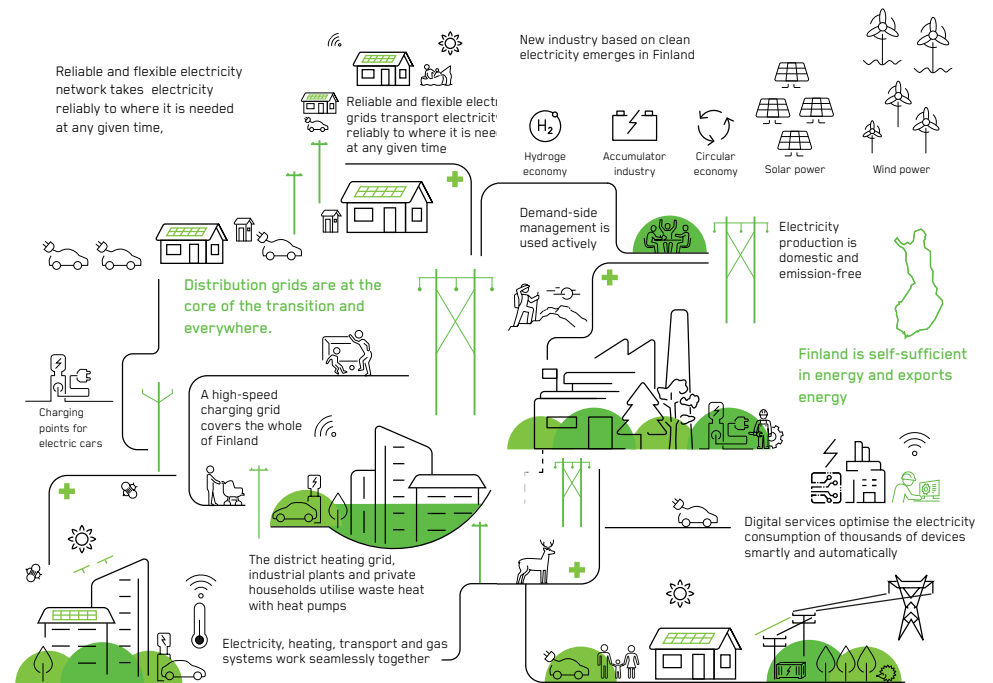 Reliable and flexible electricity
network takes electricity
reliably to where it is needed
at any given time,
Reliable and flexible electr
grids transport electricity
reliably to where it is nee
at any given time
New industry based on clean
electricity emerges in Finland
H₂
Hydroge
economy
Accumulator
industry
Circular
economy
Solar power
Wind power
Demand-side
management is
used actively
Electricity
production is
domestic and
emission-free
Distribution grids are at the
core of the transition and
everywhere.
Finland is self-sufficient
in energy and exports
energy
Charging
points for
electric cars
A high-speed
charging grid
covers the whole
of Finland
Digital services optimise the electricity
consumption of thousands of devices
smartly and automatically
The district heating grid,
industrial plants and private
households utilise waste heat
with heat pumps
Electricity, heating, transport and gas
systems work seamlessly together